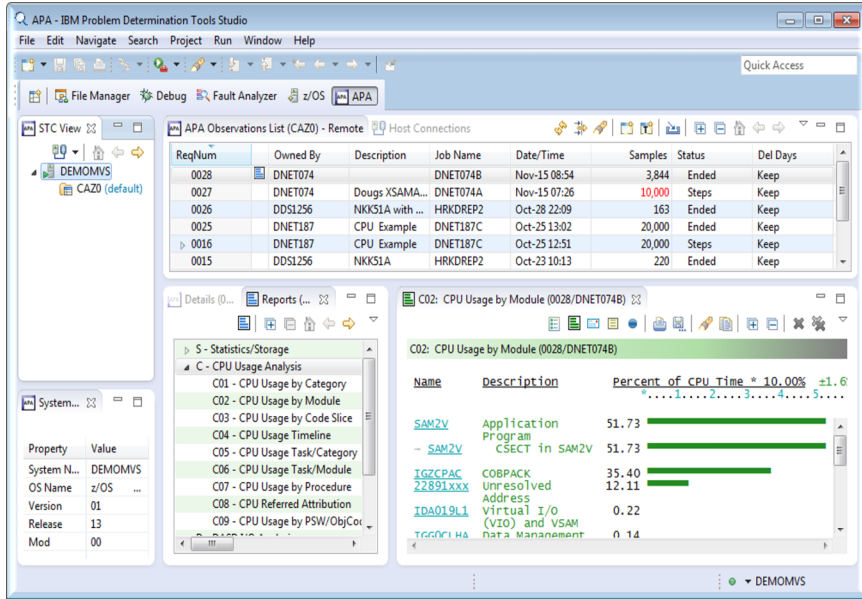 APA - IBM Problem Determination Tools Studio
File Edit Navigate Search Project Run Window Help
Quick Access
File Manager Debug Fault Analyzer z/OS APA
STC View
DEMOMVS
CAZ0 (default)
APA Observations List (CAZ0) - Remote Host Connections
ReqNum Owned By Description Job Name Date/Time Samples Status Del Days
0028 DNET074 DNET074B Nov-15 08:54 3,844 Ended Keep
0027 DNET074 Dougs XSAMA... DNET074A Nov-15 07:26 10,000 Steps Keep
0026 DDS1256 NKK51A with ... HRKDREP2 Oct-28 22:09 163 Ended Keep
0025 DNET187 CPU Example DNET187C Oct-25 13:02 20,000 Ended Keep
0016 DNET187 CPU Example DNET187C Oct-25 12:51 20,000 Steps Keep
0015 DDS1256 NKK51A HRKDREP2 Oct-23 10:13 220 Ended Keep
System...
Property Value
System N... DEMOMVS
OS Name z/OS ...
Version 01
Release 13
Mod 00
Details (0... Reports (...
S - Statistics/Storage
C - CPU Usage Analysis
C01 - CPU Usage by Category
C02 - CPU Usage by Module
C03 - CPU Usage by Code Slice
C04 - CPU Usage Timeline
C05 - CPU Usage Task/Category
C06 - CPU Usage Task/Module
C07 - CPU Usage by Procedure
C08 - CPU Referred Attribution
C09 - CPU Usage by PSW/ObjCod
C02: CPU Usage by Module (0028/DNET074B)
C02: CPU Usage by Module (0028/DNET074B)
Name Description Percent of CPU Time * 10.00% ±1.6
*....1....2....3....4....5....
SAM2V Application 51.73
Program
→ SAM2V CSECT in SAM2V 51.73
IGZCPAC COBPACK 35.40
22891xxx Unresolved 12.11
Address
IDA019L1 Virtual I/O 0.22
(VIO) and VSAM
IGG0CLHA Data Management 0.14
DEMOMVS